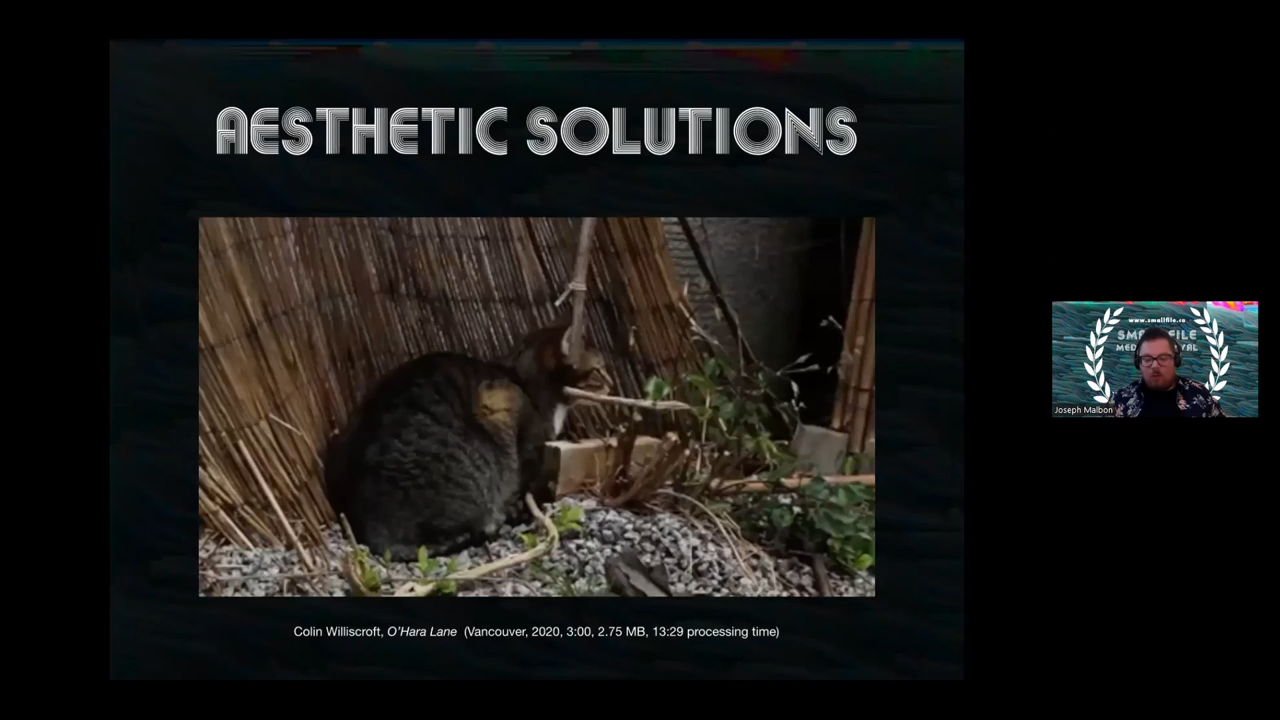 AESTHETIC SOLUTIONS
Colin Williscroft, O'Hara Lane (Vancouver, 2020, 3:00, 2.75 MB, 13:29 processing time)
www.smallfile.ca
Joseph Malbon